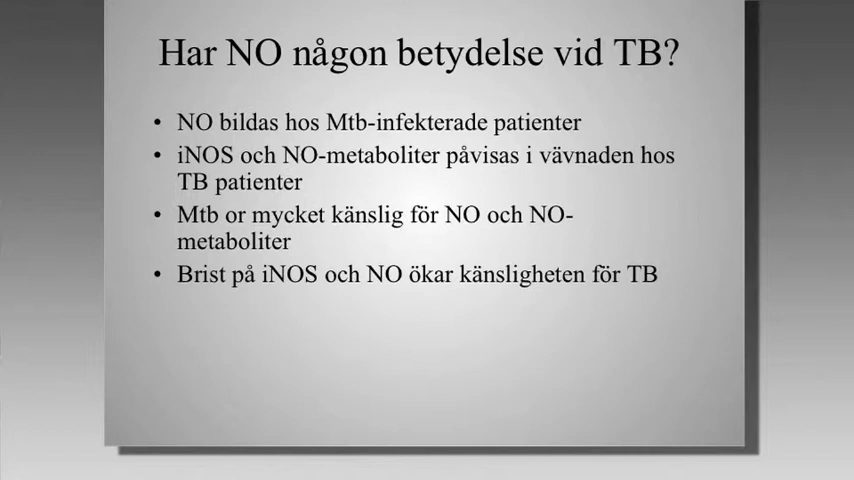 Har NO någon betydelse vid TB?
• NO bildas hos Mtb-infekterade patienter
• iNOS och NO-metaboliter påvisas i vävnaden hos
TB patienter
• Mtb or mycket känslig för NO och NO-
metaboliter
• Brist på iNOS och NO ökar känsligheten för TB